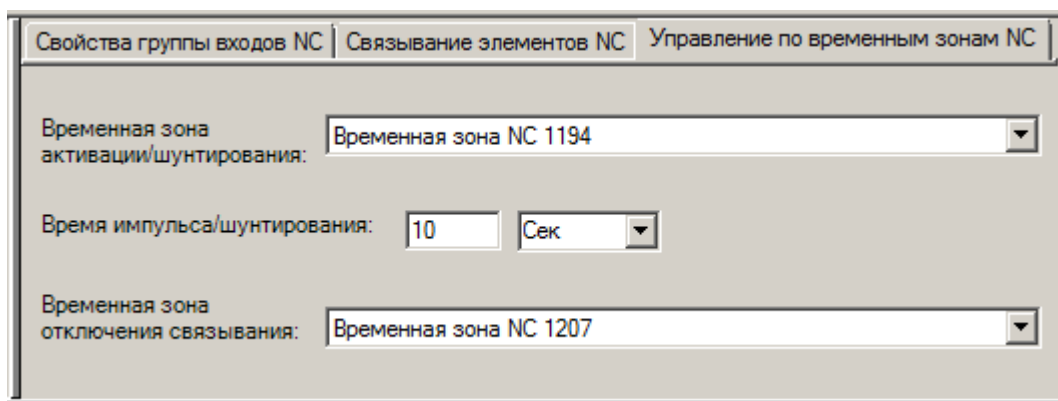 Свойства группы входов NC Связывание элементов NC Управление по временным зонам NC
Временная зона
активации/шунтирования:
Временная зона NC 1194
Время импульса/шунтирования: 10 Сек
Временная зона
отключения связывания:
Временная зона NC 1207